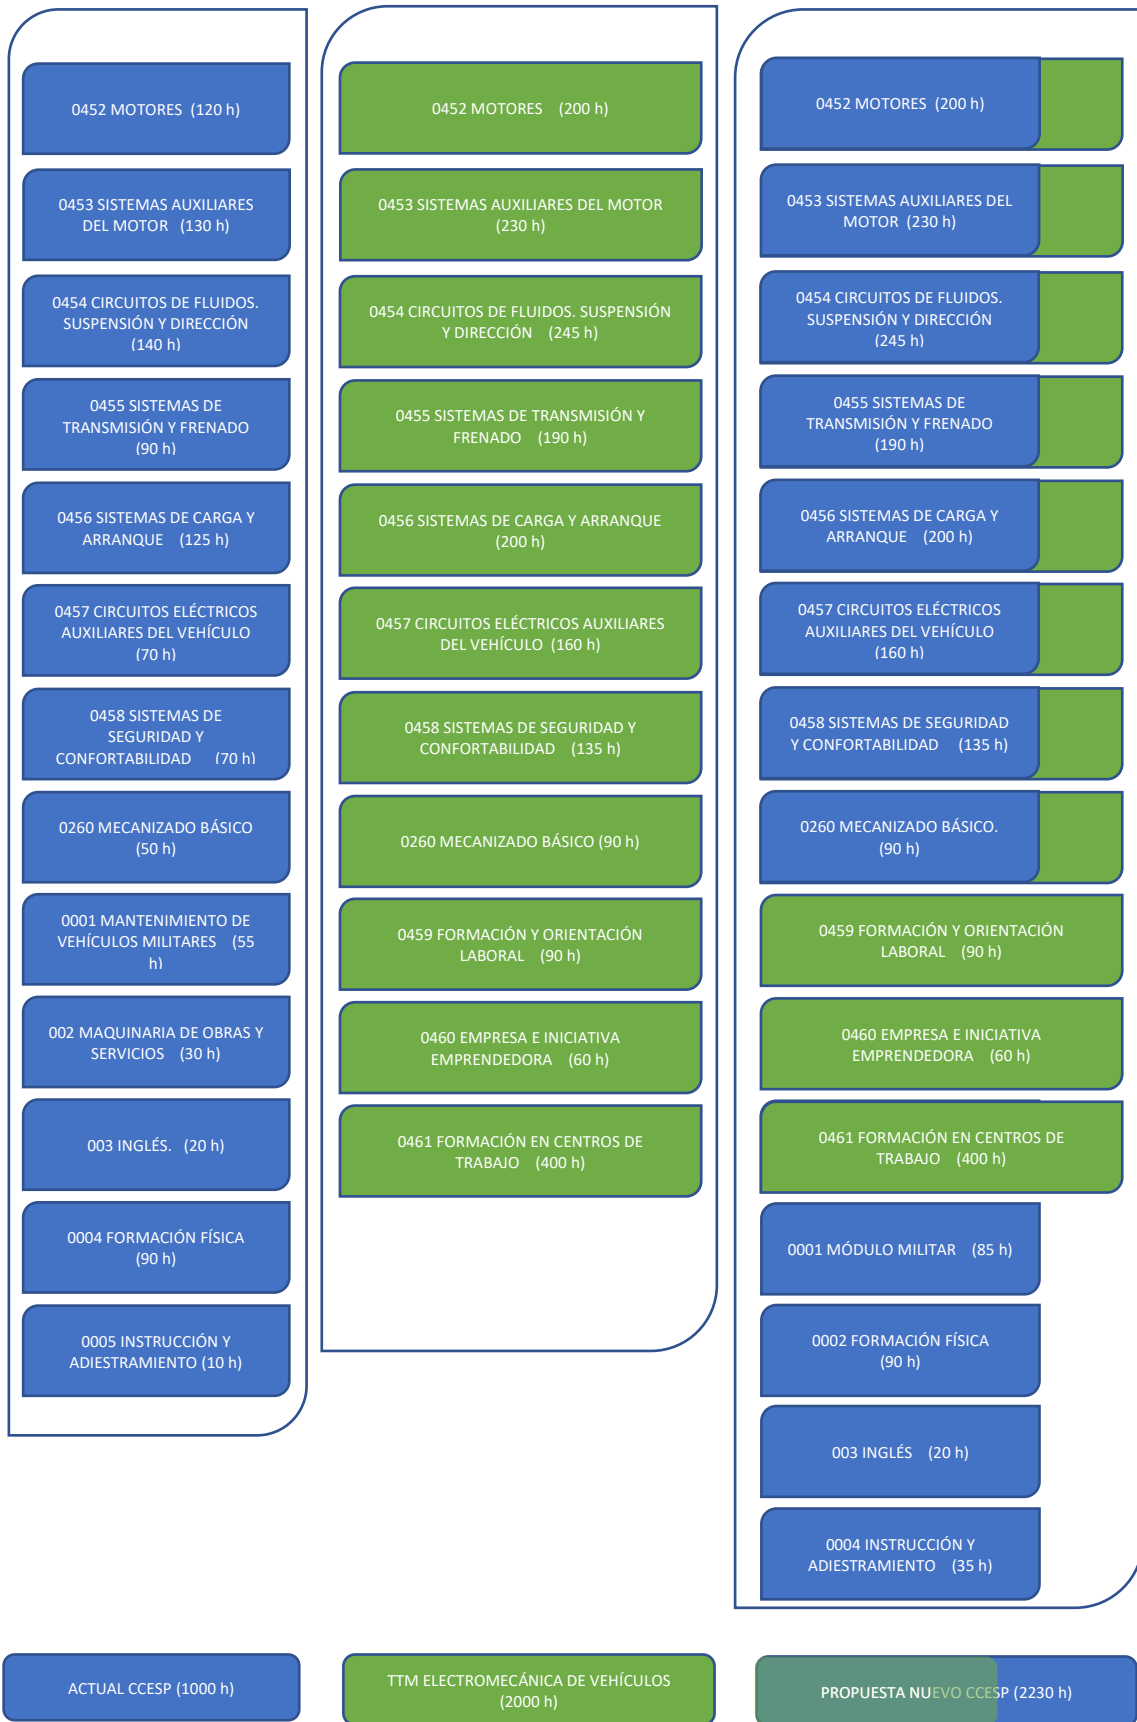 0452 MOTORES (120 h)
0453 SISTEMAS AUXILIARES
DEL MOTOR (130 h)
0454 CIRCUITOS DE FLUIDOS.
SUSPENSIÓN Y DIRECCIÓN
(140 h)
0455 SISTEMAS DE
TRANSMISIÓN Y FRENADO
(90 h)
0456 SISTEMAS DE CARGA Y
ARRANQUE (125 h)
0457 CIRCUITOS ELÉCTRICOS
AUXILIARES DEL VEHÍCULO
(70 h)
0458 SISTEMAS DE
SEGURIDAD Y
CONFORTABILIDAD (70 h)
0260 MECANIZADO BÁSICO
(50 h)
0001 MANTENIMIENTO DE
VEHÍCULOS MILITARES (55
h)
002 MAQUINARIA DE OBRAS Y
SERVICIOS (30 h)
003 INGLÉS. (20 h)
0004 FORMACIÓN FÍSICA
(90 h)
0005 INSTRUCCIÓN Y
ADIESTRAMIENTO (10 h)
ACTUAL CCESP (1000 h)
0452 MOTORES (200 h)
0453 SISTEMAS AUXILIARES DEL MOTOR
(230 h)
0454 CIRCUITOS DE FLUIDOS. SUSPENSIÓN
Y DIRECCIÓN (245 h)
0455 SISTEMAS DE TRANSMISIÓN Y
FRENADO (190 h)
0456 SISTEMAS DE CARGA Y ARRANQUE
(200 h)
0457 CIRCUITOS ELÉCTRICOS AUXILIARES
DEL VEHÍCULO (160 h)
0458 SISTEMAS DE SEGURIDAD Y
CONFORTABILIDAD (135 h)
0260 MECANIZADO BÁSICO (90 h)
0459 FORMACIÓN Y ORIENTACIÓN
LABORAL (90 h)
0460 EMPRESA E INICIATIVA
EMPRENDEDORA (60 h)
0461 FORMACIÓN EN CENTROS DE
TRABAJO (400 h)
TTM ELECTROMECÁNICA DE VEHÍCULOS
(2000 h)
0452 MOTORES (200 h)
0453 SISTEMAS AUXILIARES DEL
MOTOR (230 h)
0454 CIRCUITOS DE FLUIDOS.
SUSPENSIÓN Y DIRECCIÓN
(245 h)
0455 SISTEMAS DE
TRANSMISIÓN Y FRENADO
(190 h)
0456 SISTEMAS DE CARGA Y
ARRANQUE (200 h)
0457 CIRCUITOS ELÉCTRICOS
AUXILIARES DEL VEHÍCULO
(160 h)
0458 SISTEMAS DE SEGURIDAD
Y CONFORTABILIDAD (135 h)
0260 MECANIZADO BÁSICO.
(90 h)
0459 FORMACIÓN Y ORIENTACIÓN
LABORAL (90 h)
0460 EMPRESA E INICIATIVA
EMPRENDEDORA (60 h)
0461 FORMACIÓN EN CENTROS DE
TRABAJO (400 h)
0001 MÓDULO MILITAR (85 h)
0002 FORMACIÓN FÍSICA
(90 h)
003 INGLÉS (20 h)
0004 INSTRUCCIÓN Y
ADIESTRAMIENTO (35 h)
PROPUESTA NUEVO CCESP (2230 h)